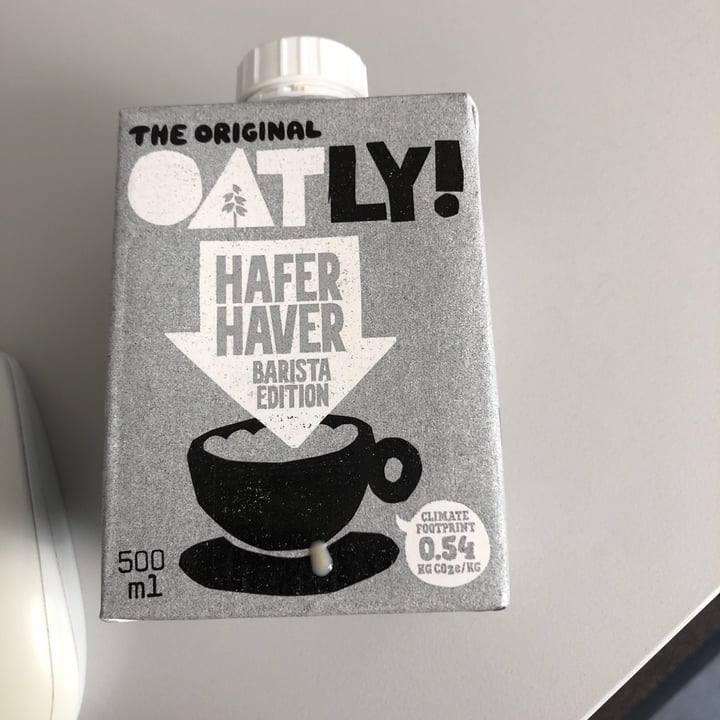 THE ORIGINAL
OATLY!
HAFER
HAVER
BARISTA
EDITION
CLIMATE
FOOTPRINT
0.54
KG CO2e/KG
500
ml